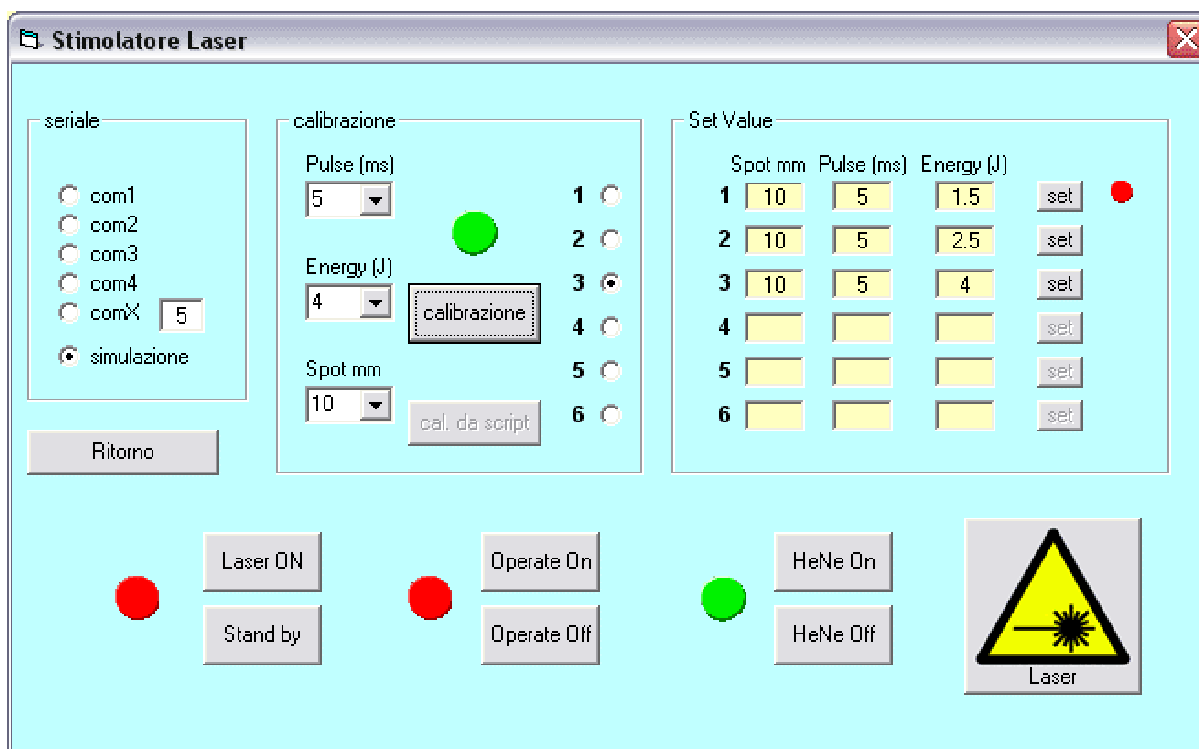 Stimolatore Laser
seriale
com1
com2
com3
com4
comX 5
simulazione
Ritorno
calibrazione
Pulse (ms)
5
Energy (J)
4
Spot mm
10
calibrazione
cal. da script
1
2
3
4
5
6
Set Value
Spot mm Pulse (ms) Energy (J)
1 10 5 1.5 set
2 10 5 2.5 set
3 10 5 4 set
4 set
5 set
6 set
Laser ON
Stand by
Operate On
Operate Off
HeNe On
HeNe Off
Laser